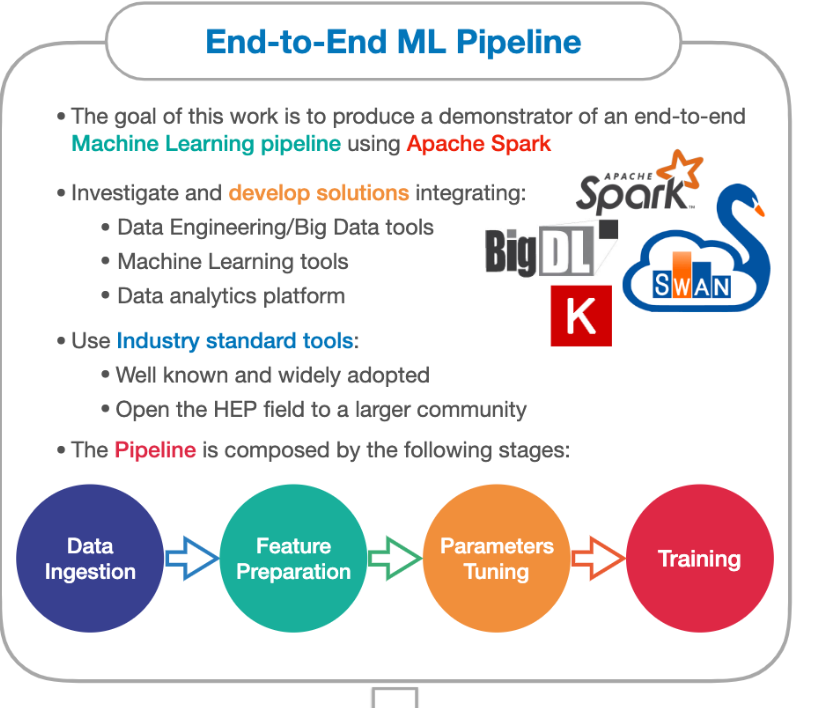 End-to-End ML Pipeline
• The goal of this work is to produce a demonstrator of an end-to-end
Machine Learning pipeline using Apache Spark
• Investigate and develop solutions integrating:
• Data Engineering/Big Data tools
• Machine Learning tools
• Data analytics platform
APACHE
Spark™
BigDL
SWAN
K
• Use Industry standard tools:
• Well known and widely adopted
• Open the HEP field to a larger community
• The Pipeline is composed by the following stages:
Data
Ingestion
Feature
Preparation
Parameters
Tuning
Training